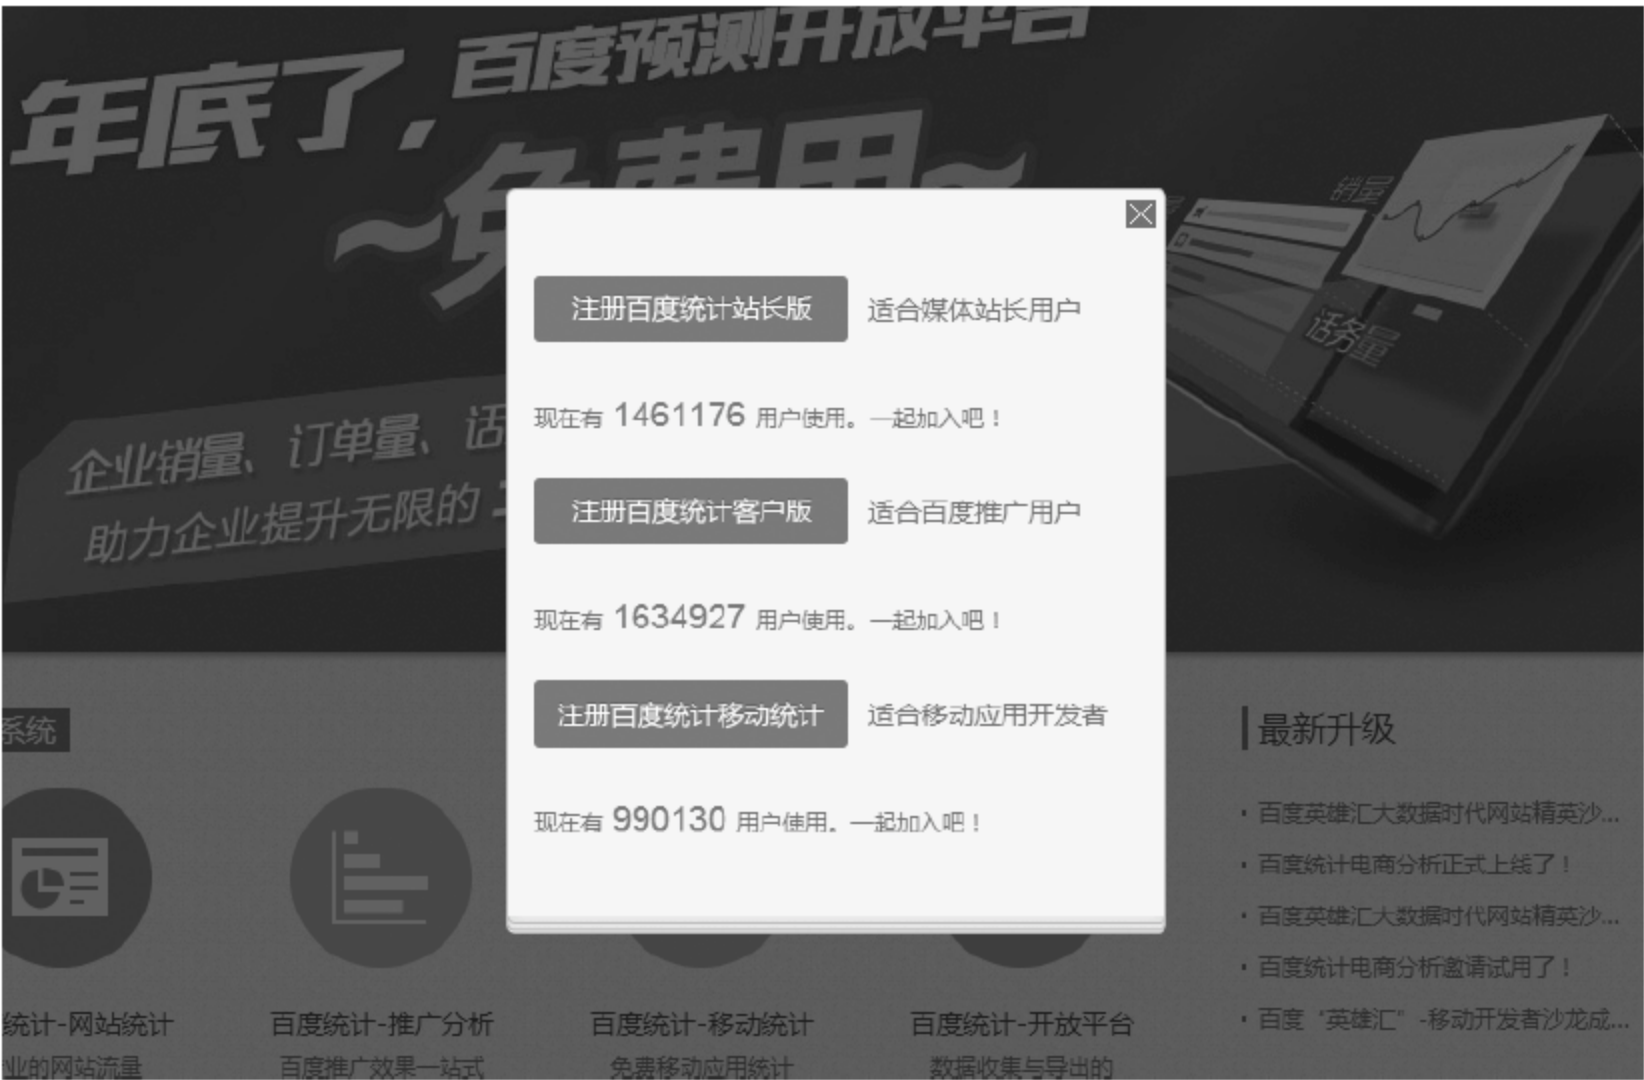 年底了，百度预测开放平台
~免费用~
销量
话务量
企业销量、订单量、话
助力企业提升无限的
注册百度统计站长版 适合媒体站长用户
现在有 1461176 用户使用。一起加入吧！
注册百度统计客户版 适合百度推广用户
现在有 1634927 用户使用。一起加入吧！
注册百度统计移动统计 适合移动应用开发者
现在有 990130 用户使用。一起加入吧！
系统
统计-网站统计
业的网站流量
百度统计-推广分析
百度推广效果一站式
百度统计-移动统计
免费移动应用统计
百度统计-开放平台
数据收集与导出的
最新升级
· 百度英雄汇大数据时代网站精英沙...
· 百度统计电商分析正式上线了！
· 百度英雄汇大数据时代网站精英沙...
· 百度统计电商分析邀请试用了！
· 百度“英雄汇”-移动开发者沙龙成...